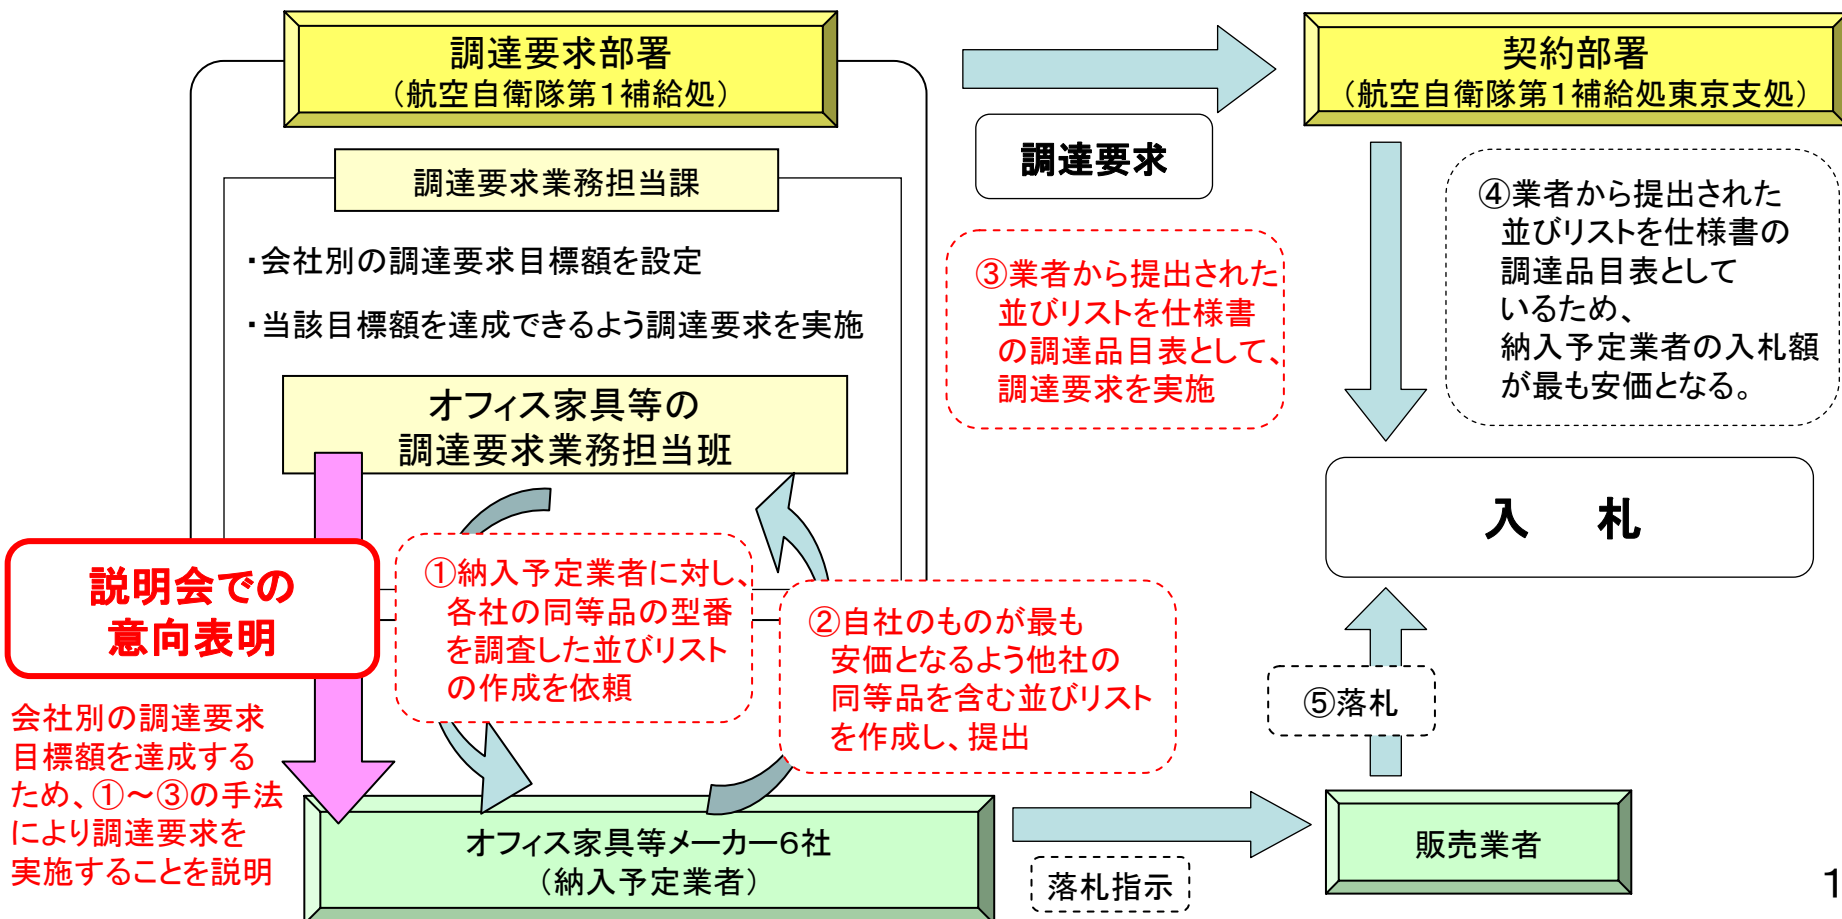 調達要求部署
（航空自衛隊第１補給処）
契約部署
（航空自衛隊第１補給処東京支処）
調達要求
調達要求業務担当課
・会社別の調達要求目標額を設定
・当該目標額を達成できるよう調達要求を実施
オフィス家具等の
調達要求業務担当班
③業者から提出された
並びリストを仕様書
の調達品目表として、
調達要求を実施
④業者から提出された
並びリストを仕様書の
調達品目表として
いるため、
納入予定業者の入札額
が最も安価となる。
入　札
説明会での
意向表明
会社別の調達要求
目標額を達成する
ため、①～③の手法
により調達要求を
実施することを説明
①納入予定業者に対し、
各社の同等品の型番
を調査した並びリスト
の作成を依頼
②自社のものが最も
安価となるよう他社の
同等品を含む並びリスト
を作成し、提出
⑤落札
オフィス家具等メーカー６社
（納入予定業者）
落札指示
販売業者
1